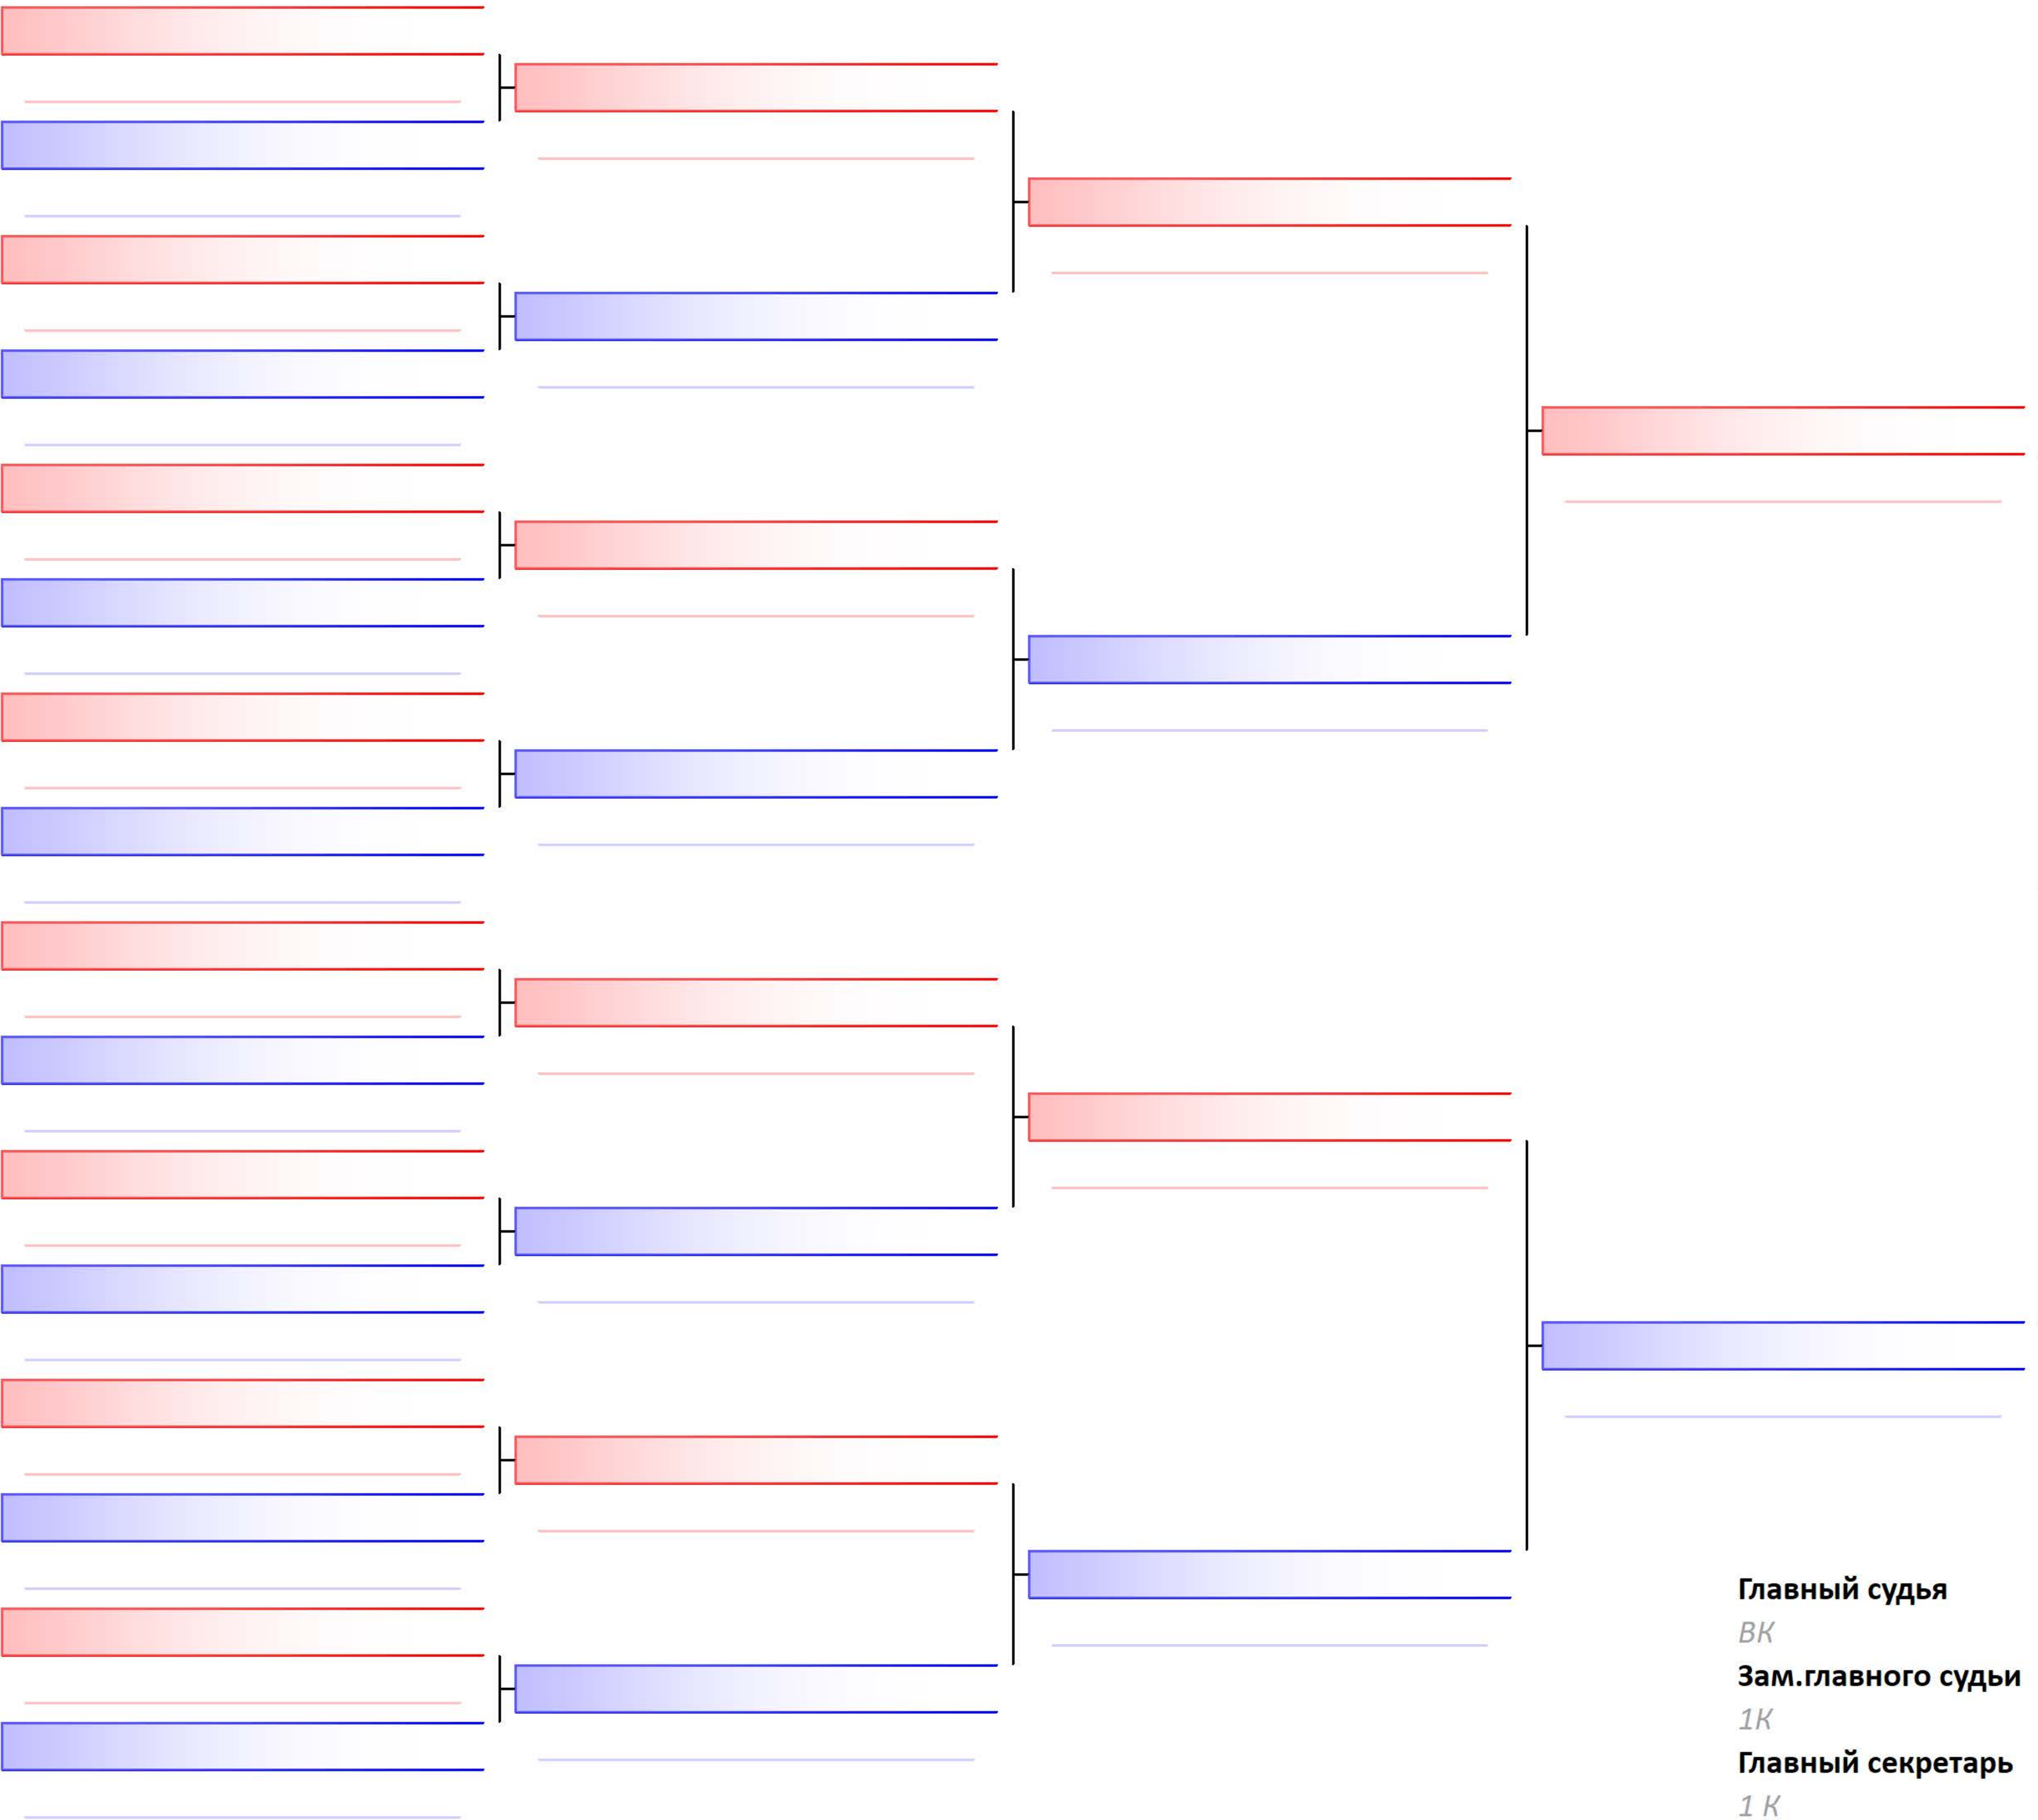 Главный судья
ВК
Зам.главного судьи
1К
Главный секретарь
1 К